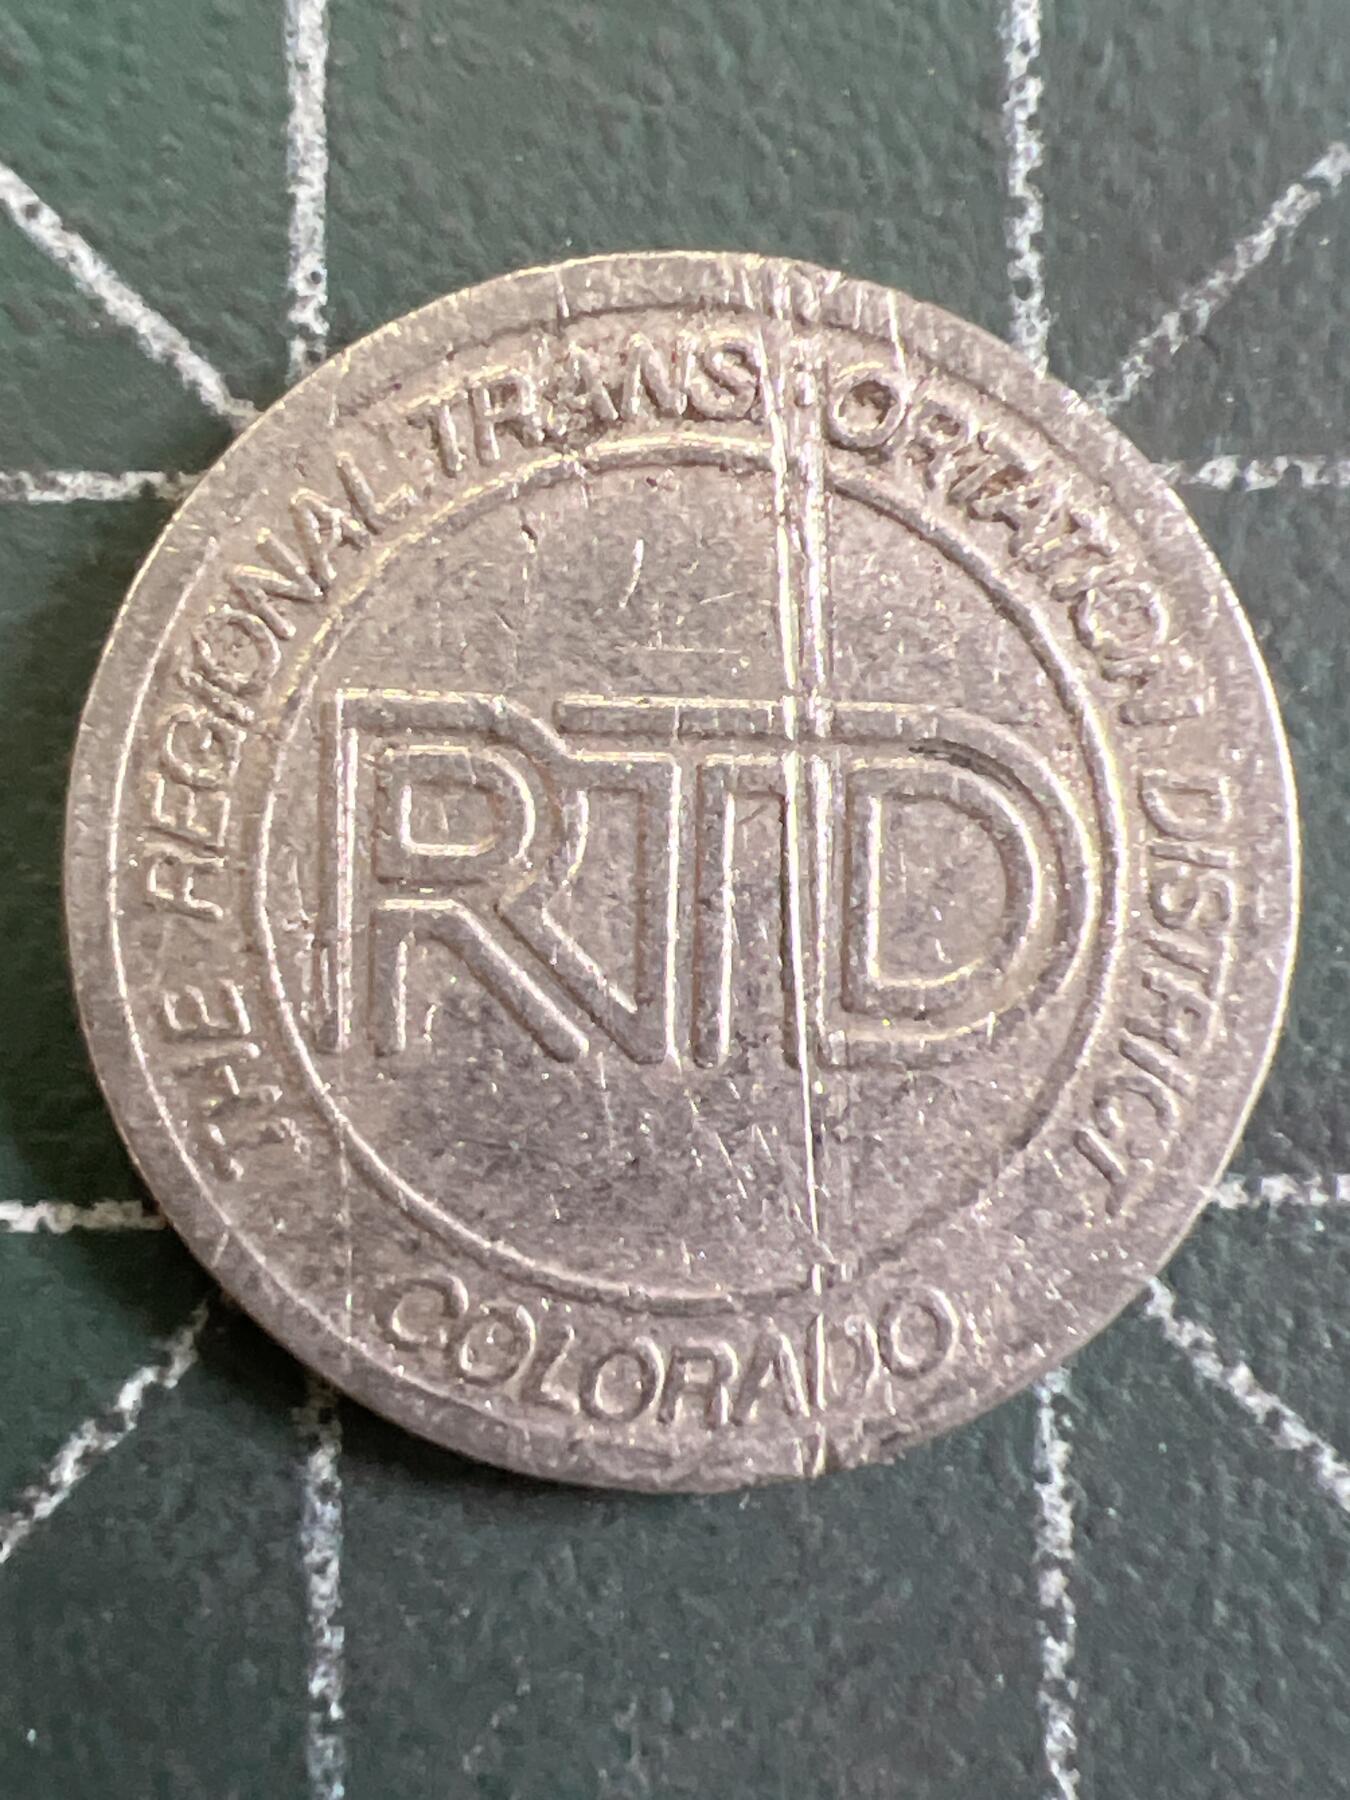 THE REGIONAL TRANSPORTATION DISTRICT
RTD
COLORADO